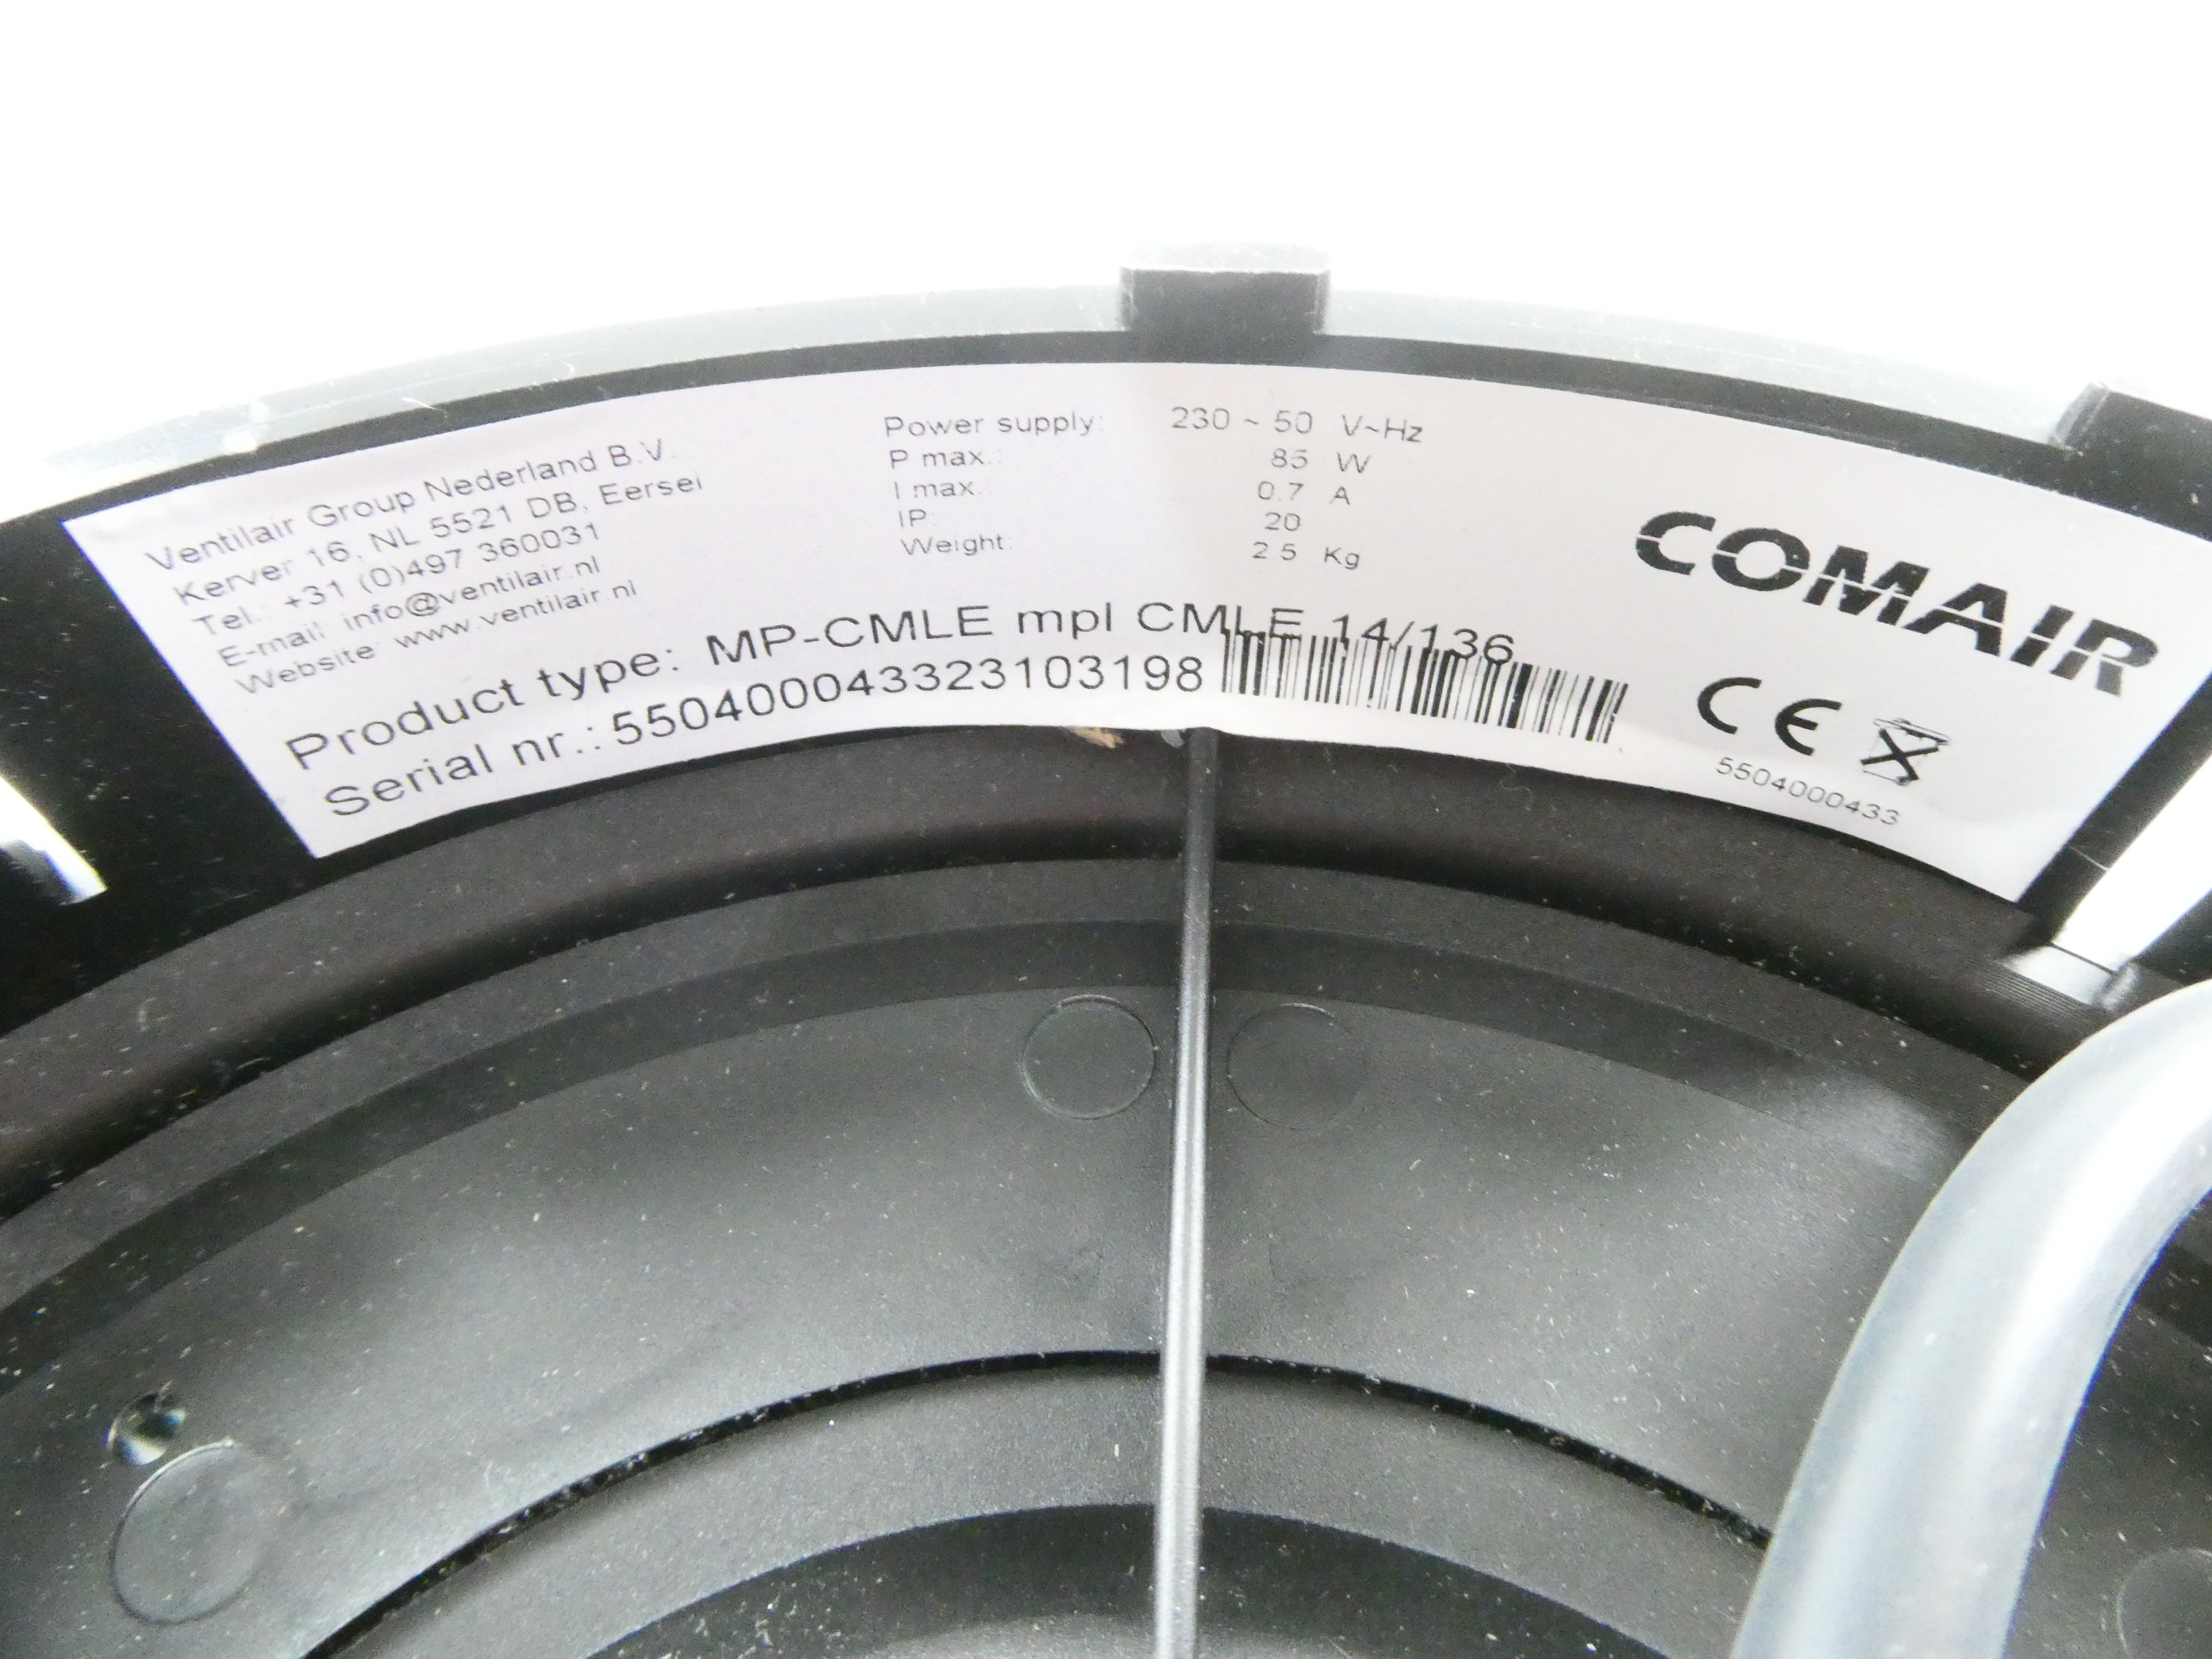 Ventilair Group Nederland B.V.
Kerver 16, NL 5521 DB, Eersel
Tel.: +31 (0)497 360031
E-mail: info@ventilair.nl
Website: www.ventilair.nl
Power supply: 230 ~ 50 V~Hz
P max.: 85 W
I max.: 0.7 A
IP: 20
Weight: 2.5 Kg
Product type: MP-CMLE mpl CMLE 14/136
Serial nr.: 550400043323103198
COMAIR
CE
5504000433